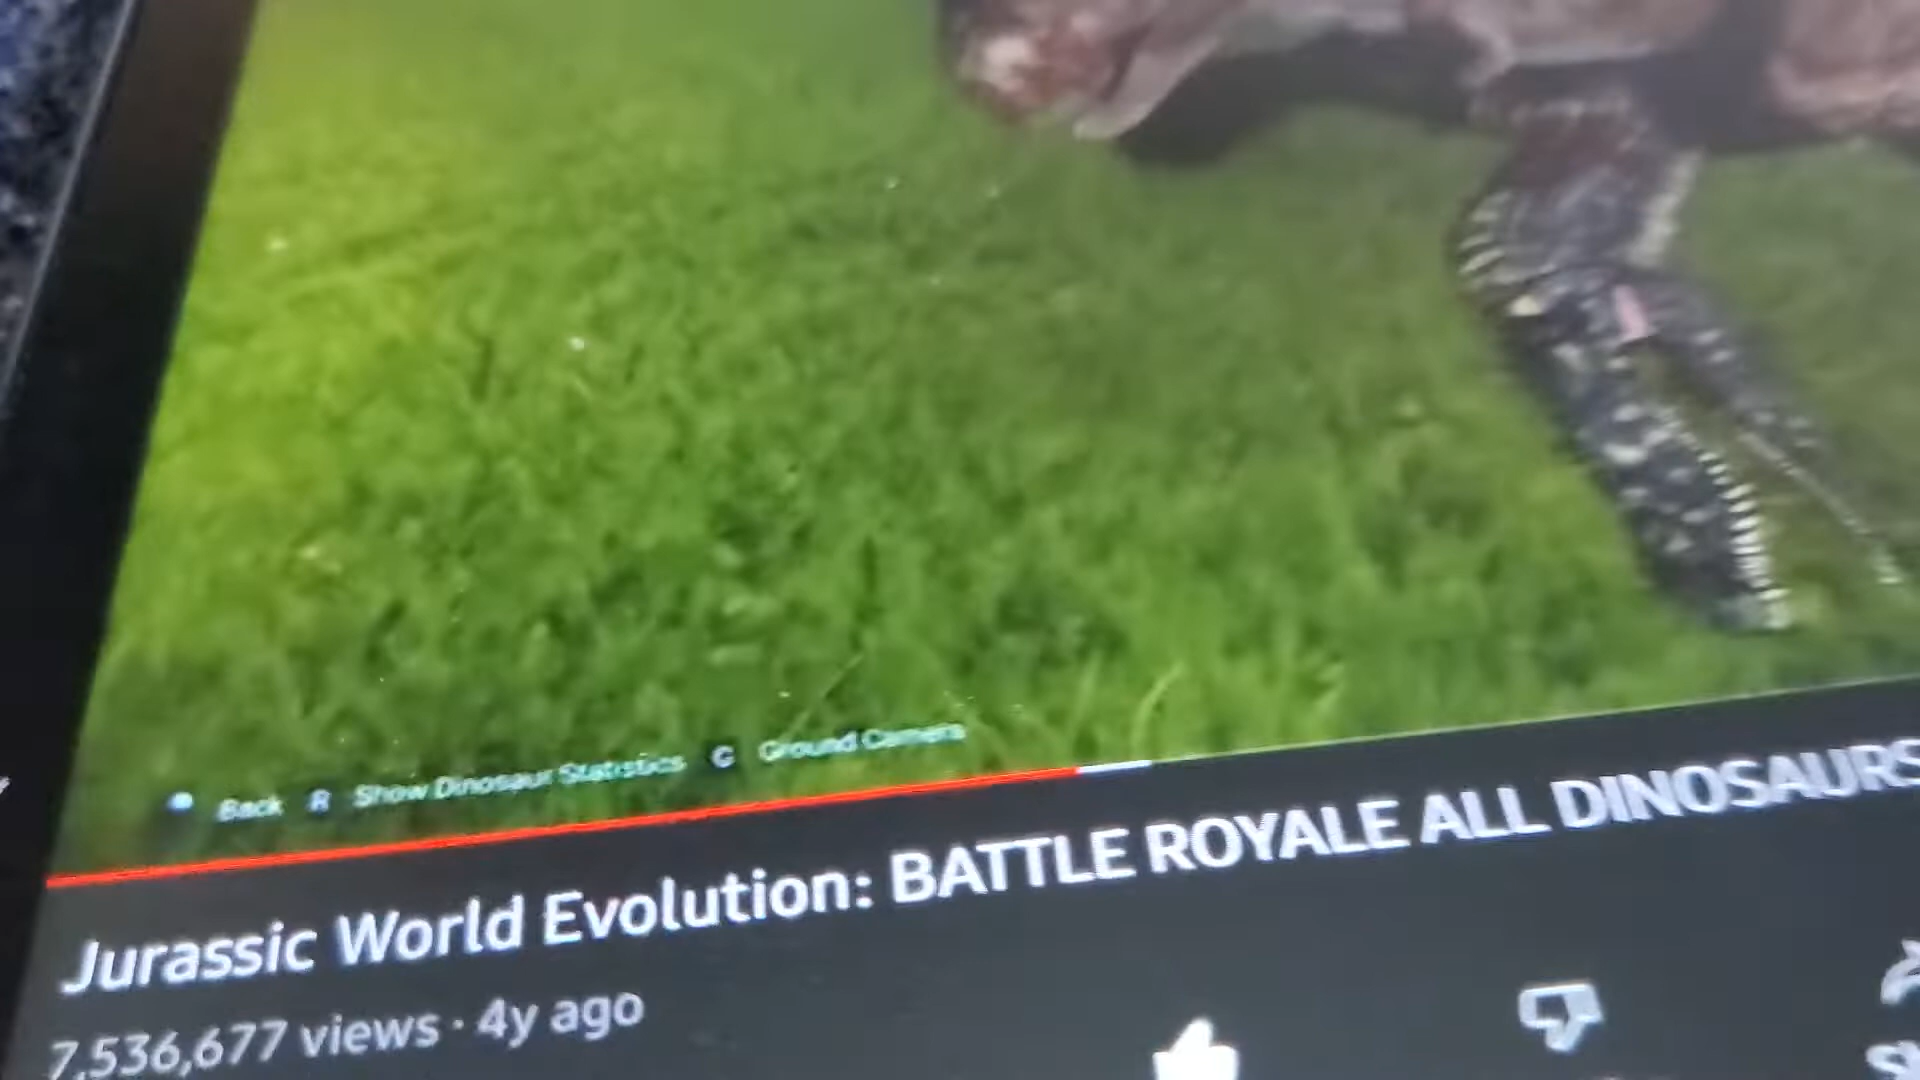 Back R Show Dinosaur Statistics G Ground Camera
Jurassic World Evolution: BATTLE ROYALE ALL DINOSAURS
7,536,677 views · 4y ago